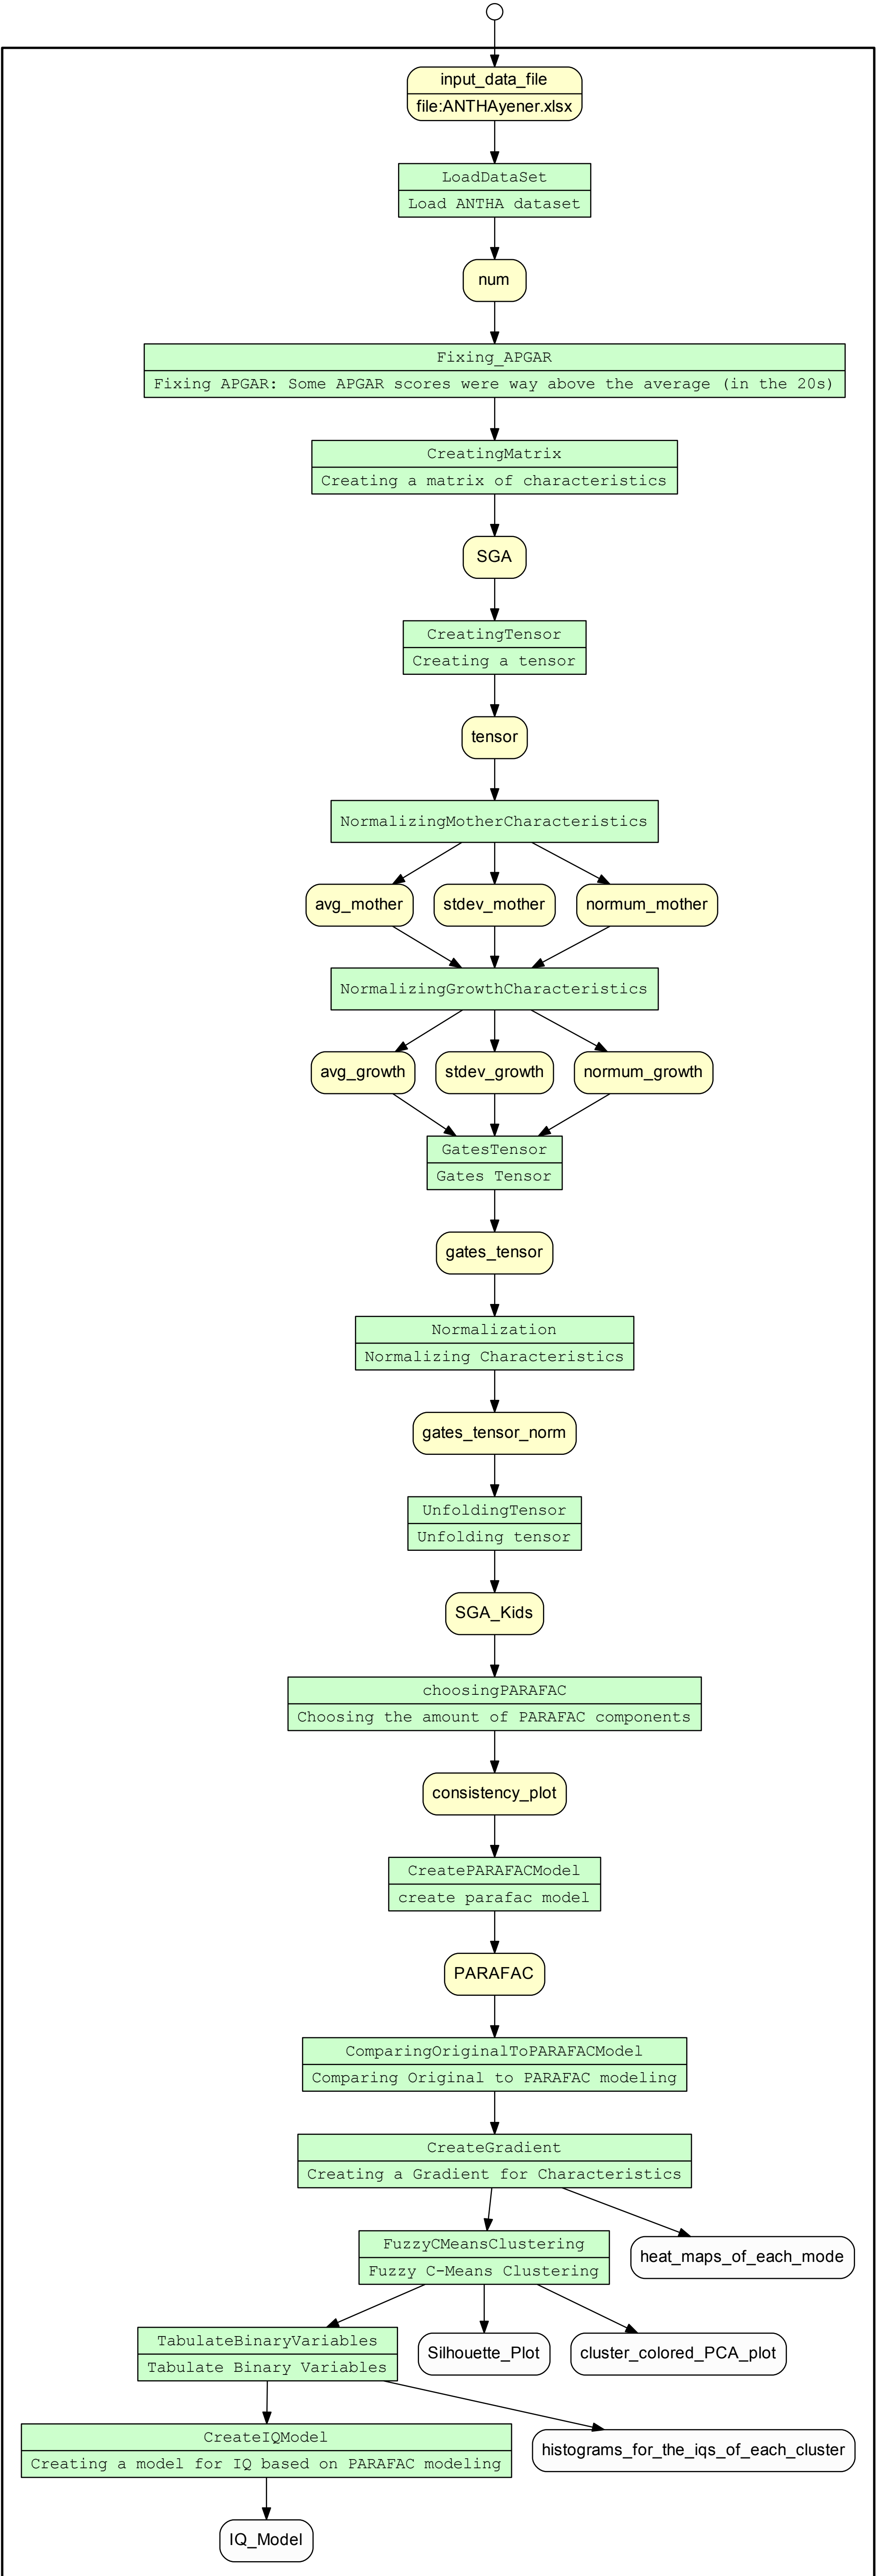 input_data_file
file:ANTHAyener.xlsx
LoadDataSet
Load ANTHA dataset
num
Fixing_APGAR
Fixing APGAR: Some APGAR scores were way above the average (in the 20s)
CreatingMatrix
Creating a matrix of characteristics
SGA
CreatingTensor
Creating a tensor
tensor
NormalizingMotherCharacteristics
avg_mother
stdev_mother
normum_mother
NormalizingGrowthCharacteristics
avg_growth
stdev_growth
normum_growth
GatesTensor
Gates Tensor
gates_tensor
Normalization
Normalizing Characteristics
gates_tensor_norm
UnfoldingTensor
Unfolding tensor
SGA_Kids
choosingPARAFAC
Choosing the amount of PARAFAC components
consistency_plot
CreatePARAFACModel
create parafac model
PARAFAC
ComparingOriginalToPARAFACModel
Comparing Original to PARAFAC modeling
CreateGradient
Creating a Gradient for Characteristics
FuzzyCMeansClustering
Fuzzy C-Means Clustering
heat_maps_of_each_mode
TabulateBinaryVariables
Tabulate Binary Variables
Silhouette_Plot
cluster_colored_PCA_plot
CreateIQModel
Creating a model for IQ based on PARAFAC modeling
histograms_for_the_iqs_of_each_cluster
IQ_Model